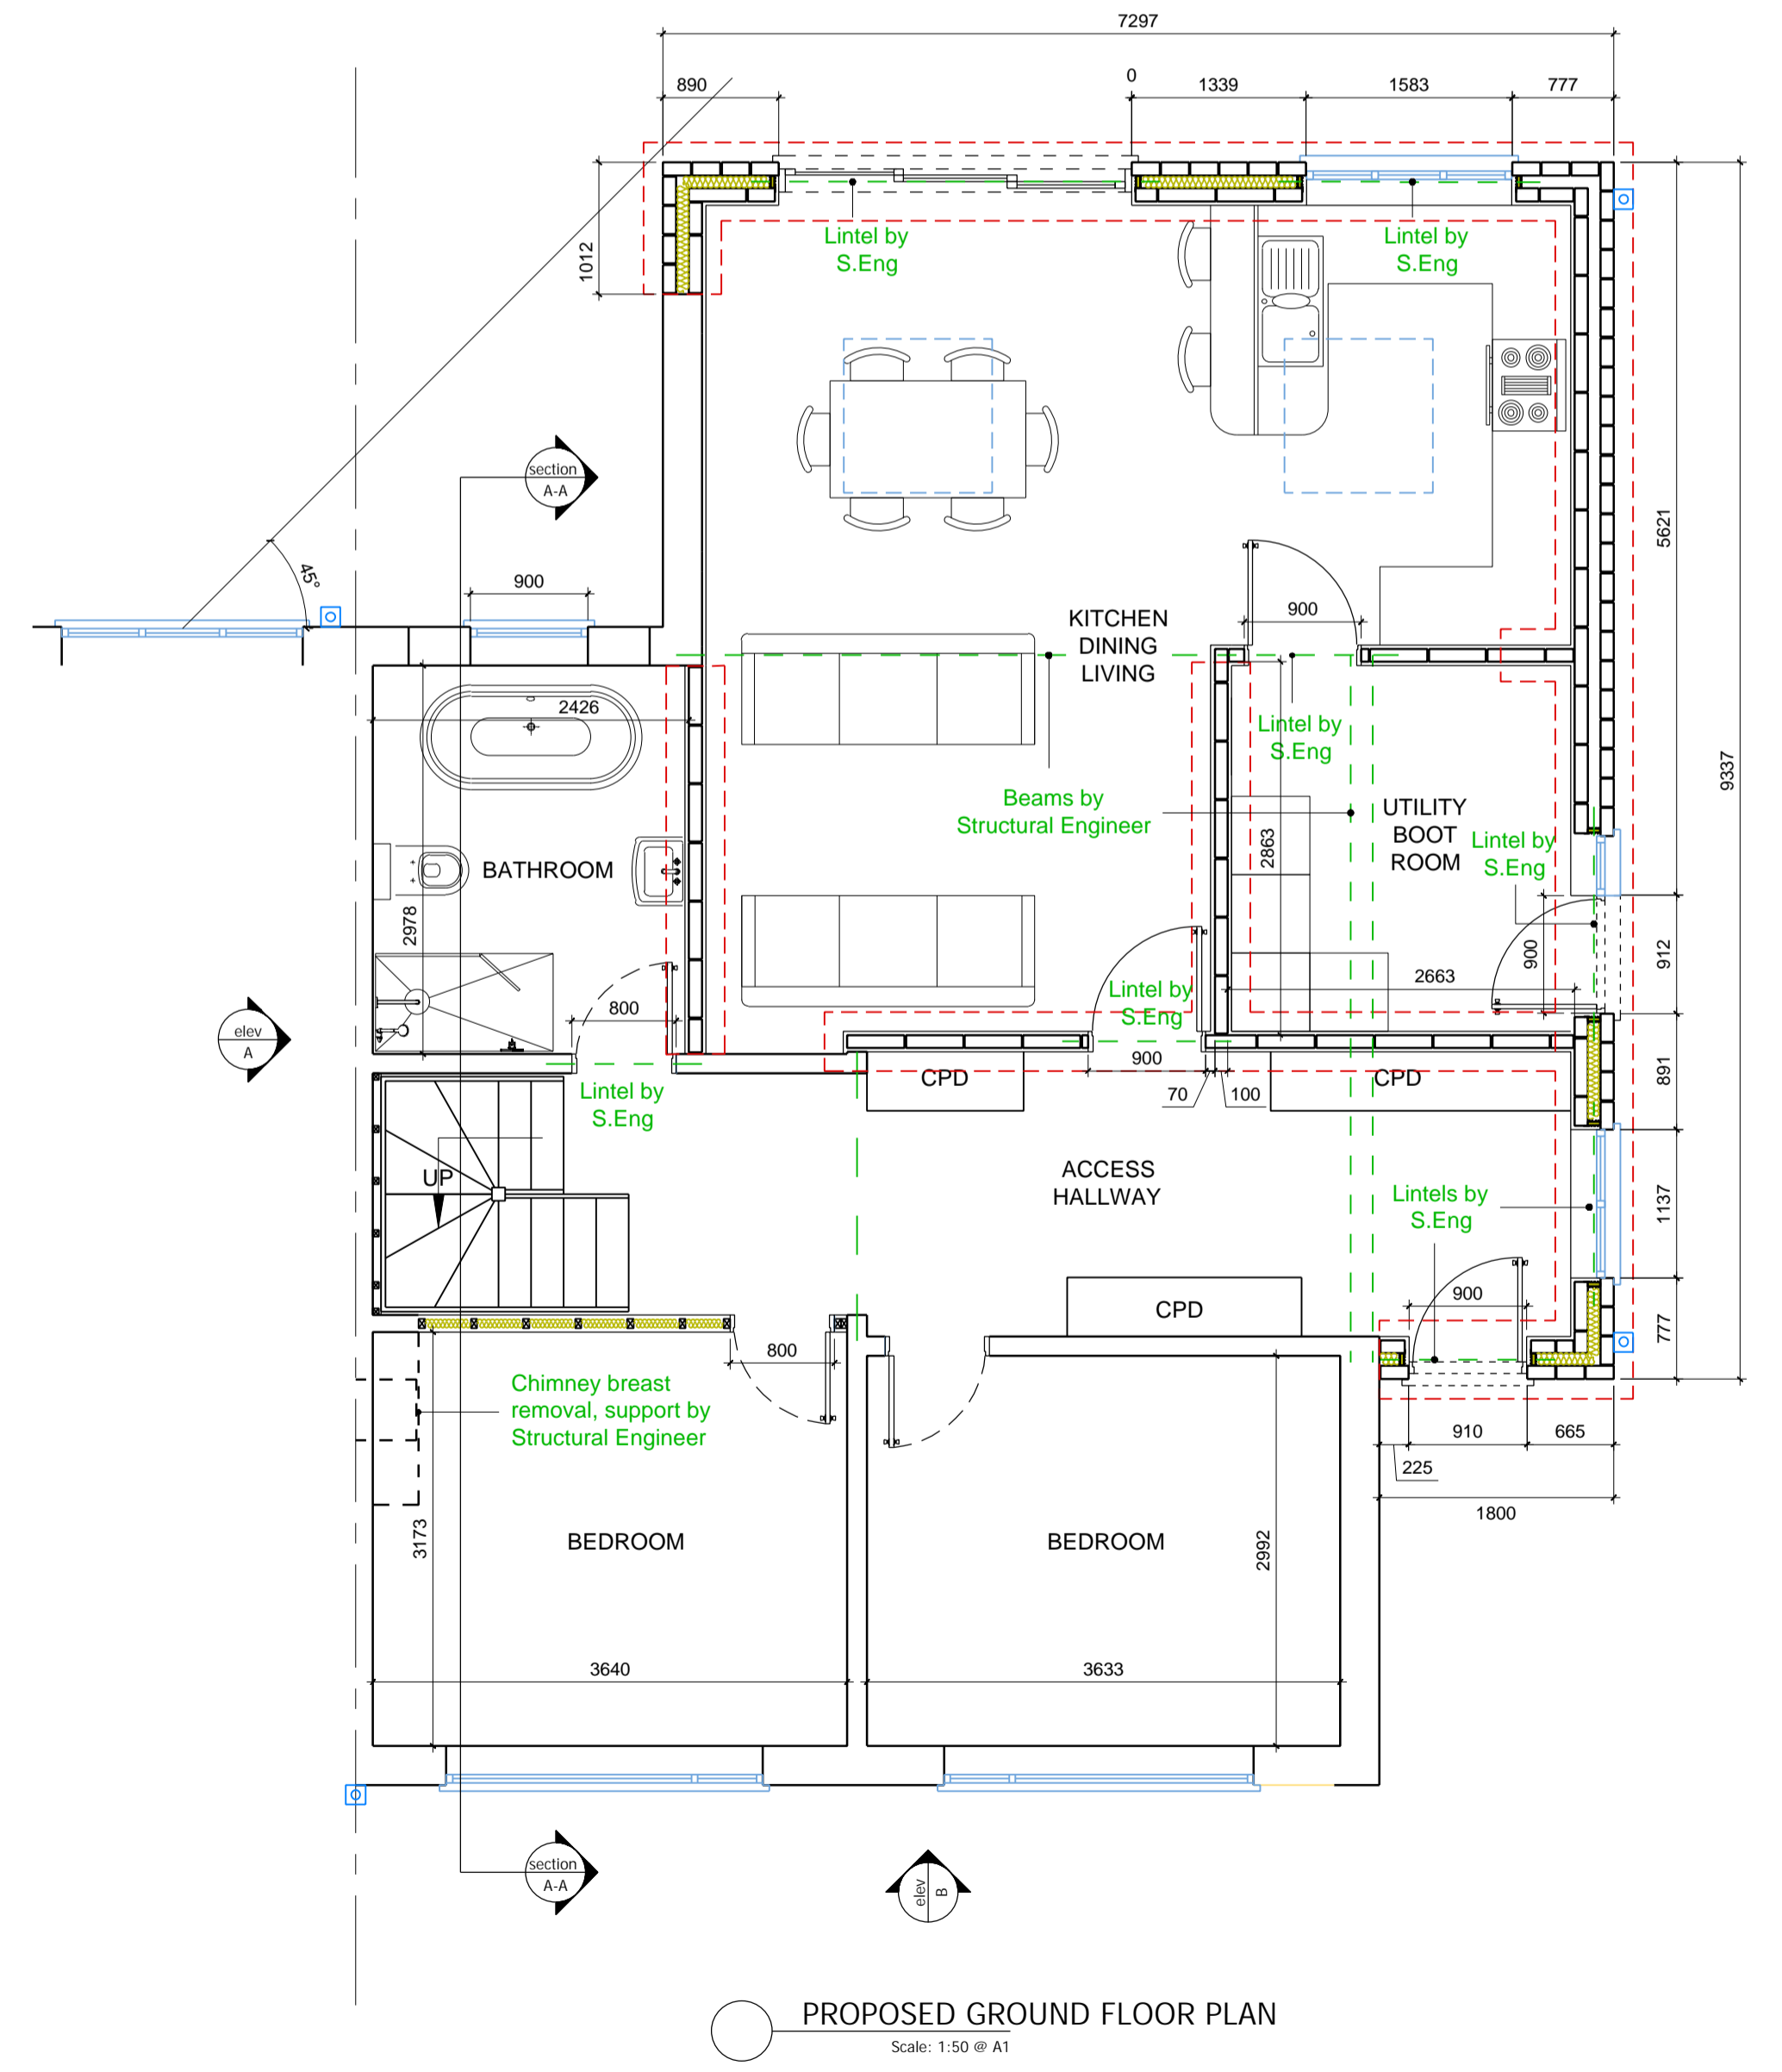 7297
890
0
1339
1583
777
Lintel by
S.Eng
Lintel by
S.Eng
1012
section
A-A
45°
900
5621
9337
KITCHEN
DINING
LIVING
900
2426
Lintel by
S.Eng
Beams by
Structural Engineer
UTILITY
BOOT
ROOM
2863
Lintel by
S.Eng
BATHROOM
2978
900
912
2663
Lintel by
S.Eng
800
elev
A
900
CPD
CPD
70
100
891
Lintel by
S.Eng
UP
ACCESS
HALLWAY
Lintels by
S.Eng
1137
900
CPD
777
800
Chimney breast
removal, support by
Structural Engineer
910
665
225
1800
3173
BEDROOM
BEDROOM
2992
3640
3633
section
A-A
elev
B
PROPOSED GROUND FLOOR PLAN
Scale: 1:50 @ A1